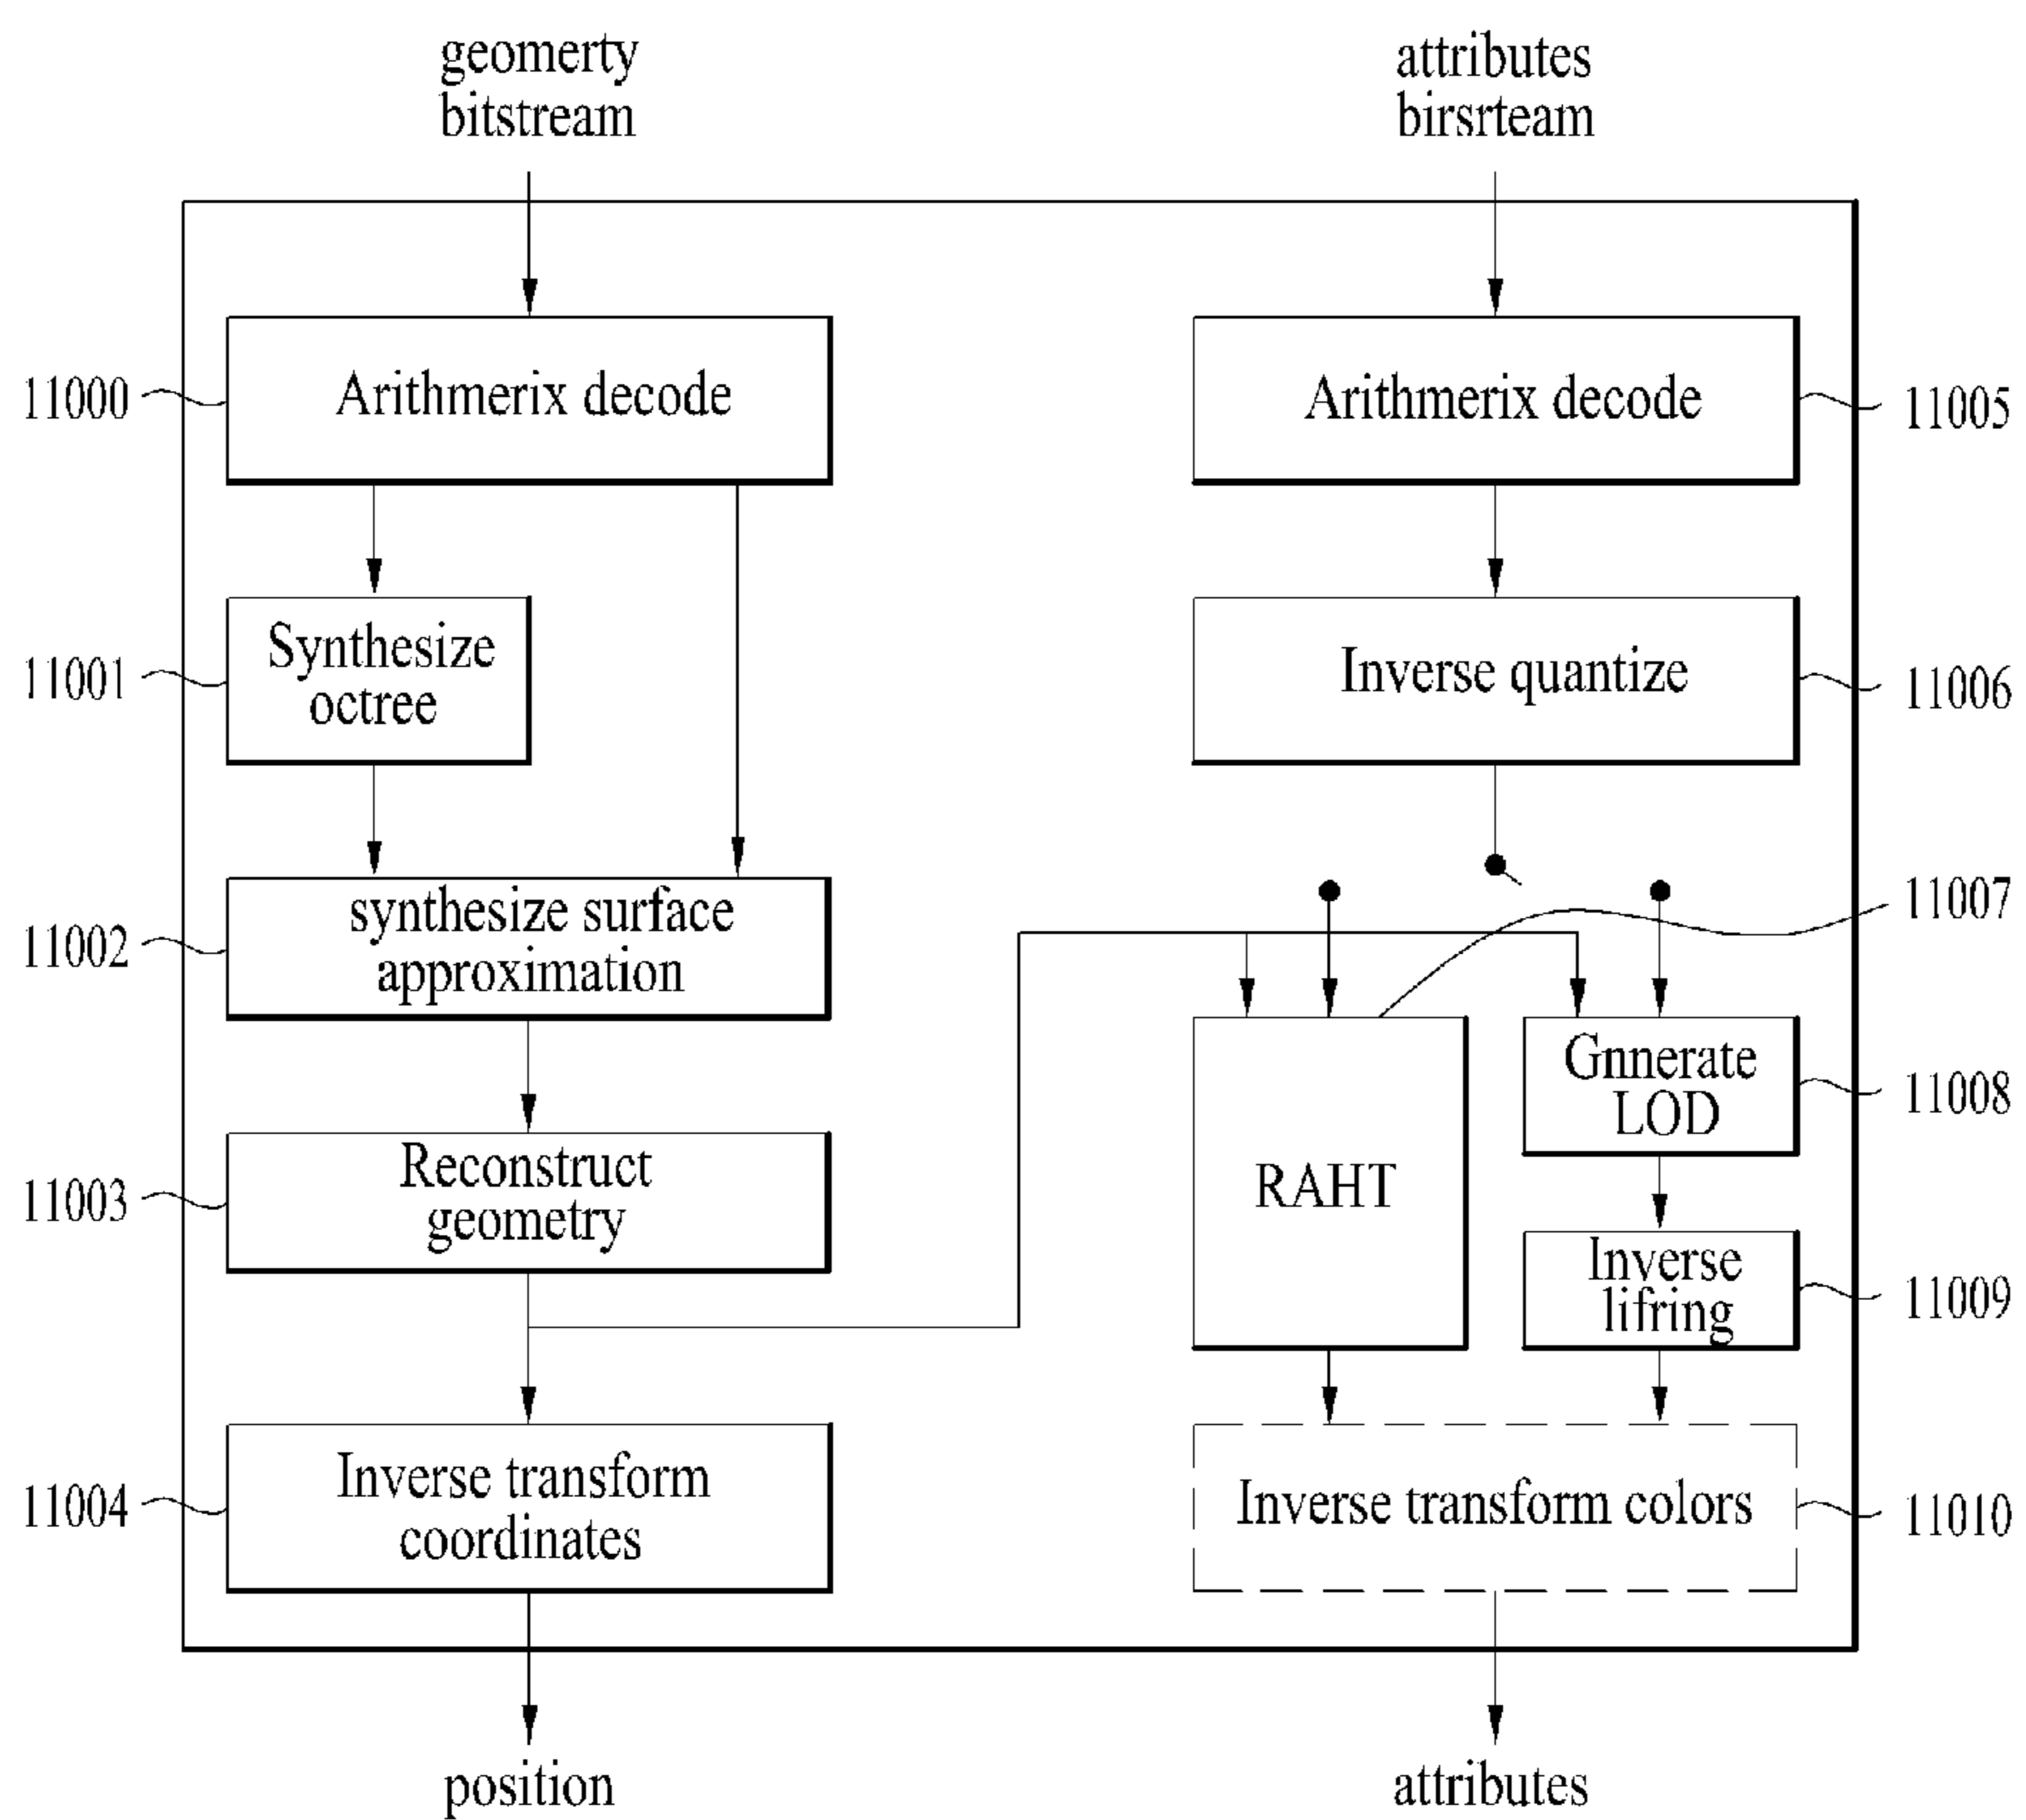 geomerty
bitstream
attributes
birsrteam
11000
Arithmerix decode
Arithmerix decode
11005
11001
Synthesize
octree
Inverse quantize
11006
11002
synthesize surface
approximation
11007
RAHT
Gnnerate
LOD
11008
11003
Reconstruct
geometry
Inverse
lifring
11009
11004
Inverse transform
coordinates
Inverse transform colors
11010
position
attributes